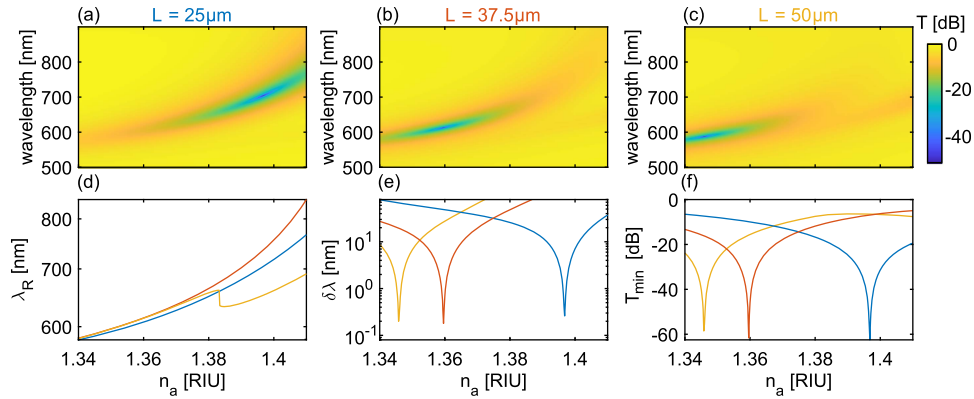 (a) L = 25μm
(b) L = 37.5μm
(c) L = 50μm
T [dB]
wavelength [nm]
800
700
600
500
wavelength [nm]
800
700
600
500
wavelength [nm]
800
700
600
500
0
-20
-40
(d)
λR [nm]
800
700
600
1.34 1.36 1.38 1.4
na [RIU]
(e)
δλ [nm]
10¹
10⁰
10⁻¹
1.34 1.36 1.38 1.4
na [RIU]
(f)
Tmin [dB]
0
-20
-40
-60
1.34 1.36 1.38 1.4
na [RIU]